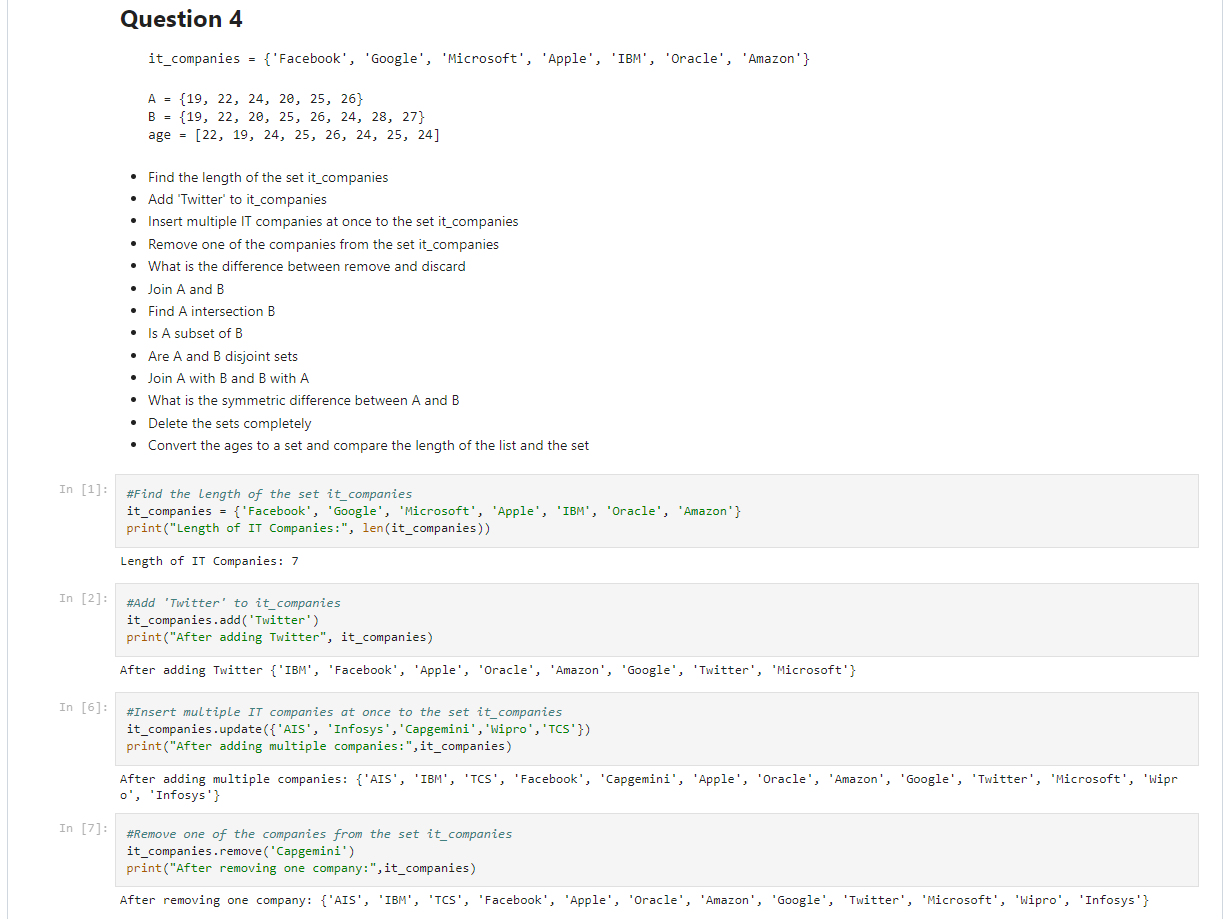 Question 4
it_companies = {'Facebook', 'Google', 'Microsoft', 'Apple', 'IBM', 'Oracle', 'Amazon'}
A = {19, 22, 24, 20, 25, 26}
B = {19, 22, 20, 25, 26, 24, 28, 27}
age = [22, 19, 24, 25, 26, 24, 25, 24]
• Find the length of the set it_companies
• Add 'Twitter' to it_companies
• Insert multiple IT companies at once to the set it_companies
• Remove one of the companies from the set it_companies
• What is the difference between remove and discard
• Join A and B
• Find A intersection B
• Is A subset of B
• Are A and B disjoint sets
• Join A with B and B with A
• What is the symmetric difference between A and B
• Delete the sets completely
• Convert the ages to a set and compare the length of the list and the set
In [1]:
#Find the length of the set it_companies
it_companies = {'Facebook', 'Google', 'Microsoft', 'Apple', 'IBM', 'Oracle', 'Amazon'}
print("Length of IT Companies:", len(it_companies))
Length of IT Companies: 7
In [2]:
#Add 'Twitter' to it_companies
it_companies.add('Twitter')
print("After adding Twitter", it_companies)
After adding Twitter {'IBM', 'Facebook', 'Apple', 'Oracle', 'Amazon', 'Google', 'Twitter', 'Microsoft'}
In [6]:
#Insert multiple IT companies at once to the set it_companies
it_companies.update({'AIS', 'Infosys','Capgemini','Wipro','TCS'})
print("After adding multiple companies:",it_companies)
After adding multiple companies: {'AIS', 'IBM', 'TCS', 'Facebook', 'Capgemini', 'Apple', 'Oracle', 'Amazon', 'Google', 'Twitter', 'Microsoft', 'Wipr
o', 'Infosys'}
In [7]:
#Remove one of the companies from the set it_companies
it_companies.remove('Capgemini')
print("After removing one company:",it_companies)
After removing one company: {'AIS', 'IBM', 'TCS', 'Facebook', 'Apple', 'Oracle', 'Amazon', 'Google', 'Twitter', 'Microsoft', 'Wipro', 'Infosys'}